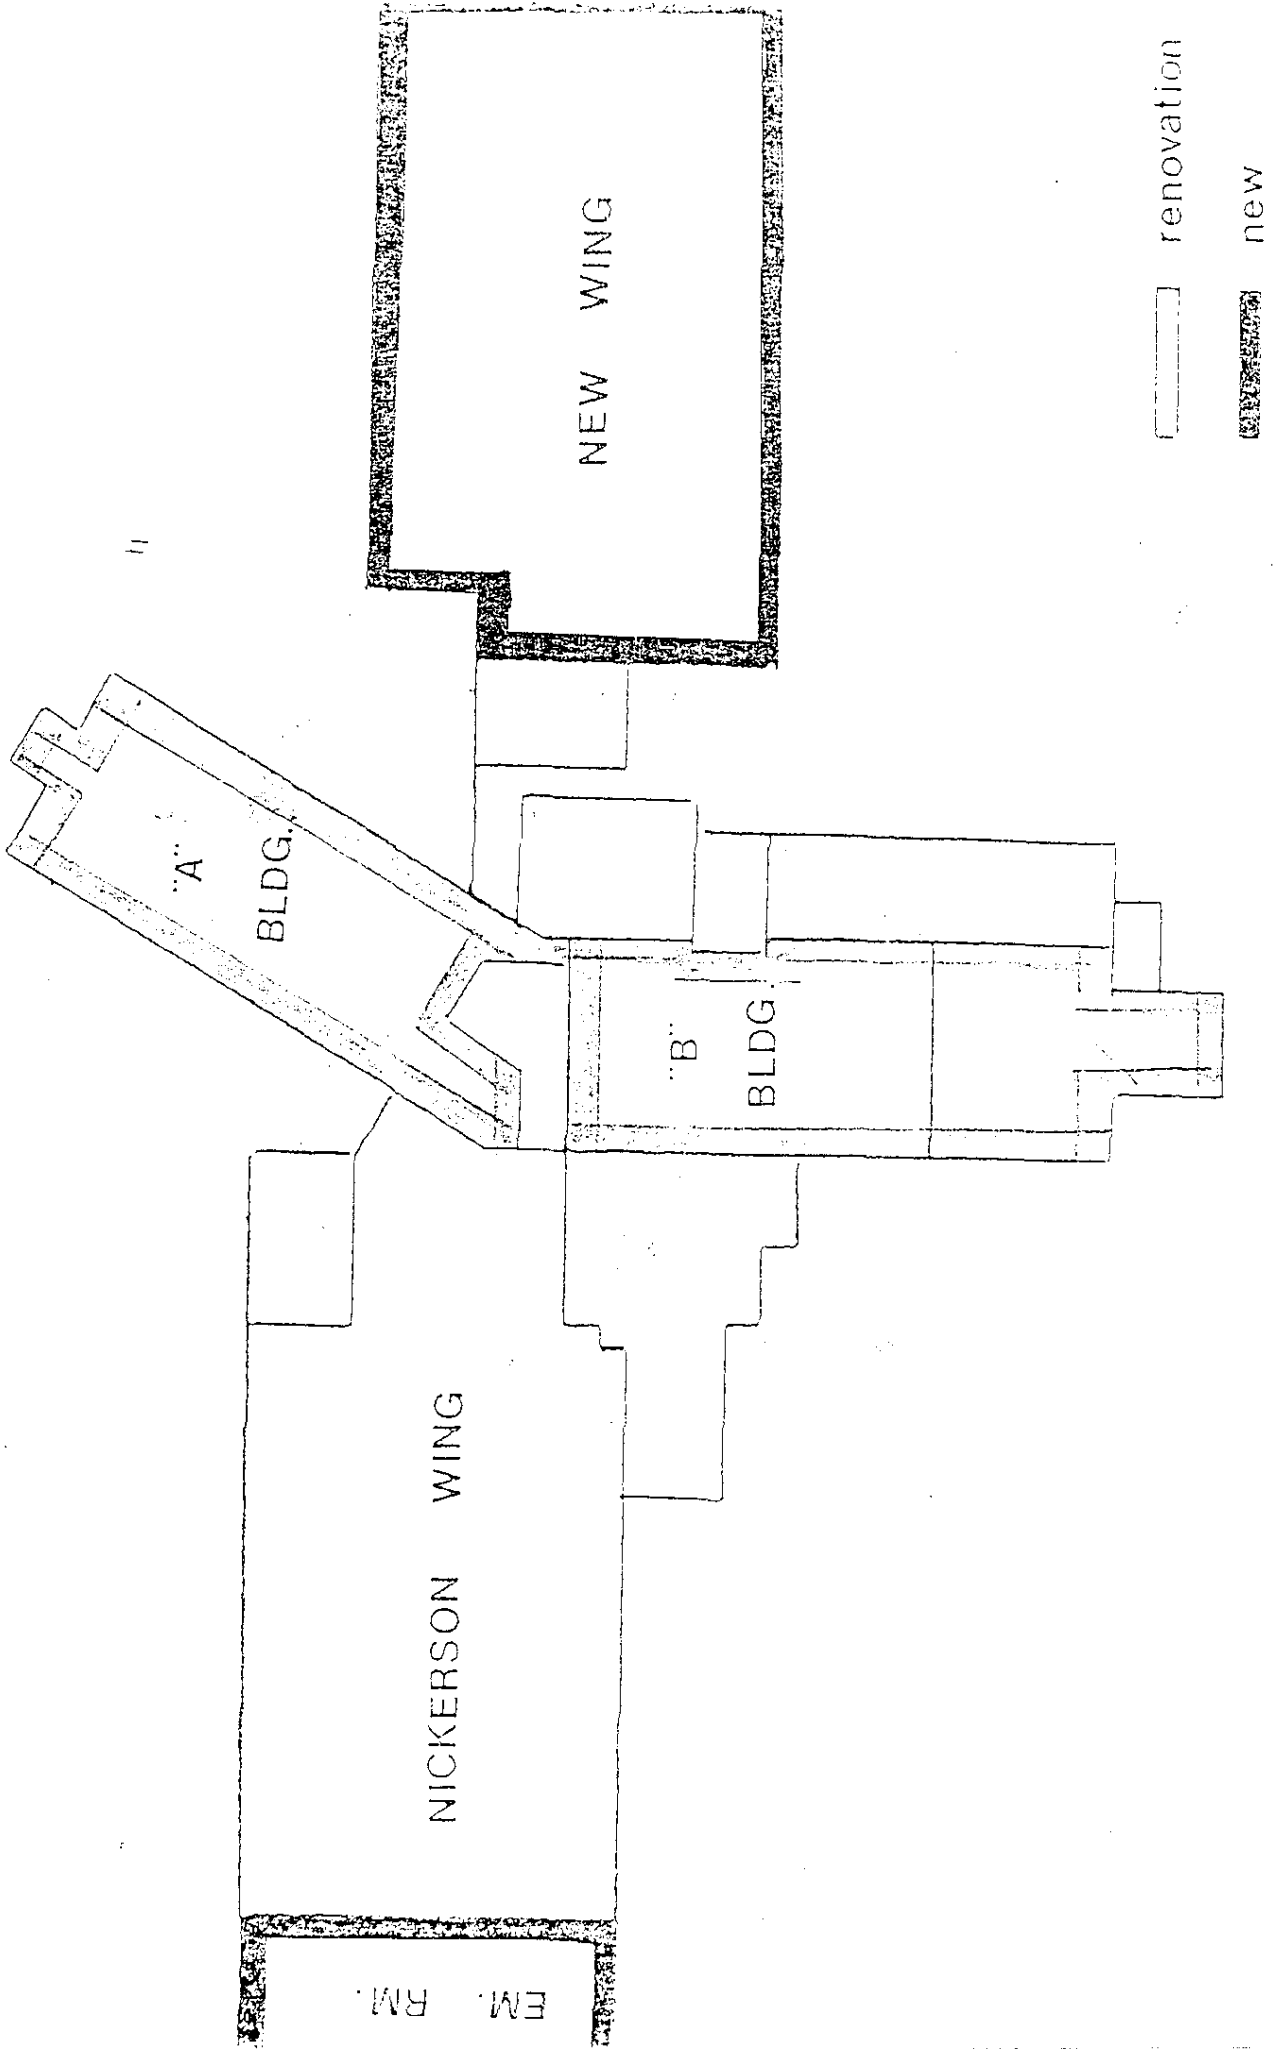 NEW WING
"A"
BLDG.
"B"
BLDG.
NICKERSON WING
EM. RM.
renovation
new